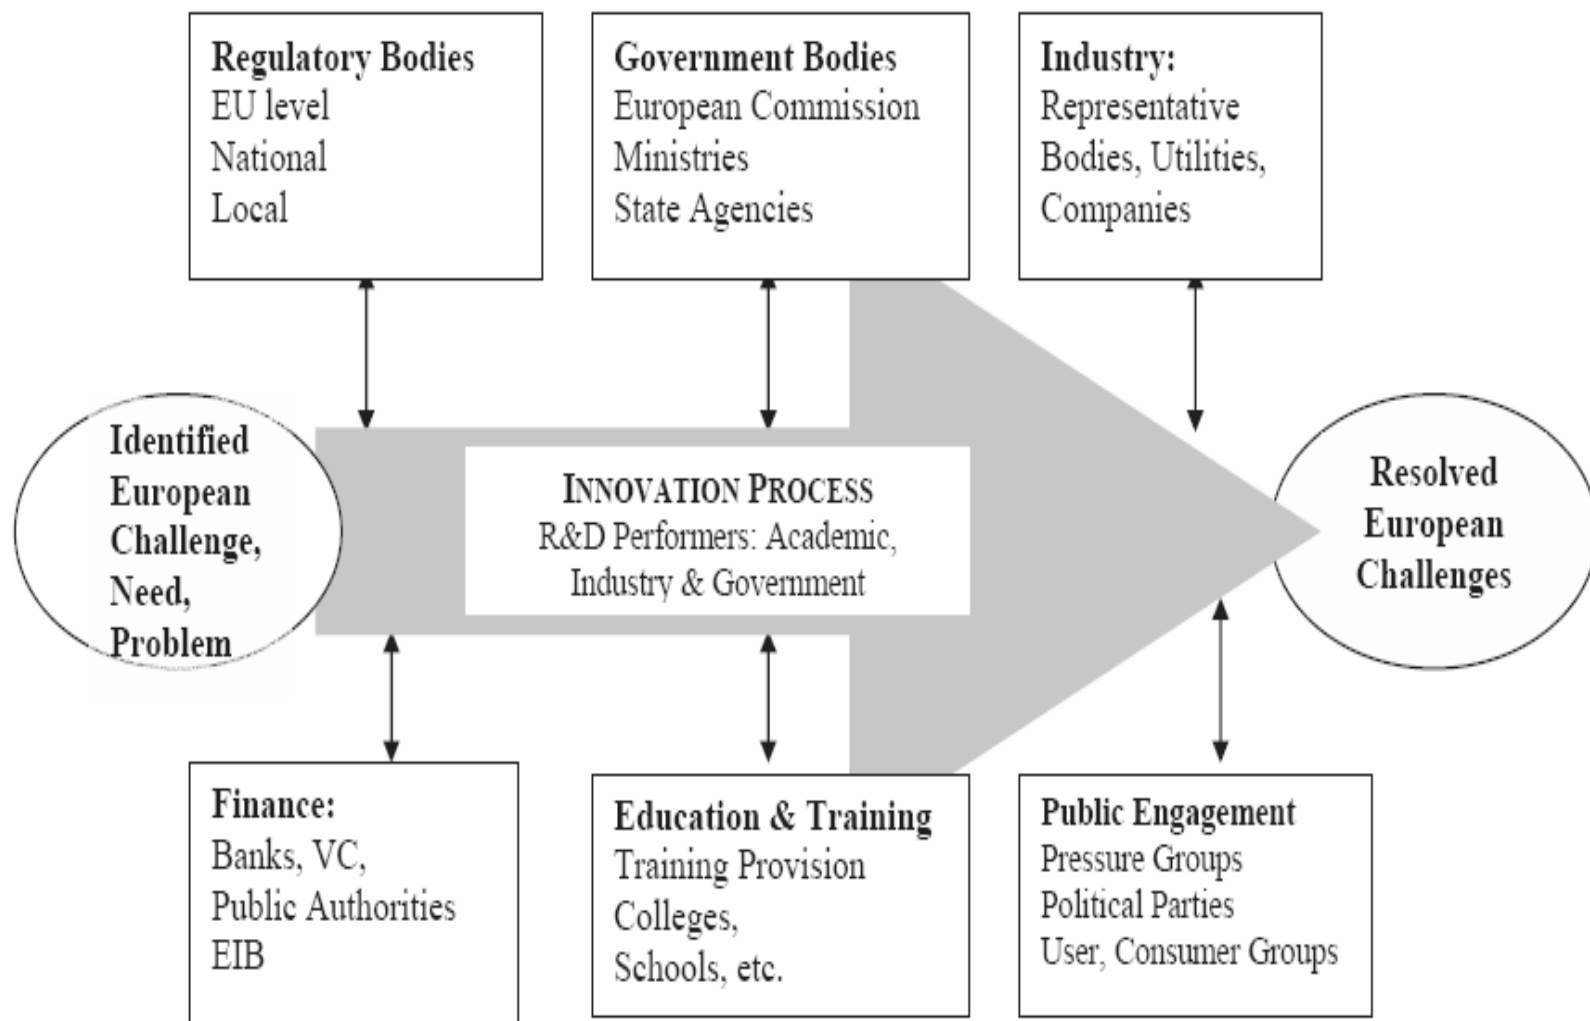 Regulatory Bodies
EU level
National
Local
Government Bodies
European Commission
Ministries
State Agencies
Industry:
Representative
Bodies, Utilities,
Companies
Identified
European
Challenge,
Need,
Problem
INNOVATION PROCESS
R&D Performers: Academic,
Industry & Government
Resolved
European
Challenges
Finance:
Banks, VC,
Public Authorities
EIB
Education & Training
Training Provision
Colleges,
Schools, etc.
Public Engagement
Pressure Groups
Political Parties
User, Consumer Groups